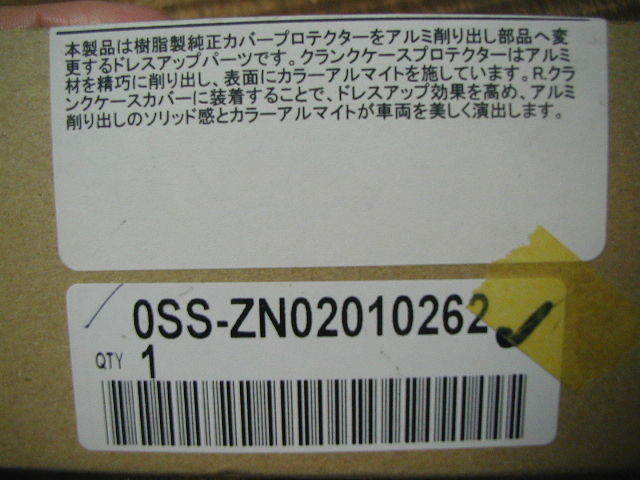 本製品は樹脂製純正カバープロテクターをアルミ削り出し部品へ変
更するドレスアップパーツです。クランクケースプロテクターはアルミ
材を精巧に削り出し、表面にカラーアルマイトを施しています。R.クラ
ンクケースカバーに装着することで、ドレスアップ効果を高め、アルミ
削り出しのソリッド感とカラーアルマイトが車両を美しく演出します。
0SS-ZN02010262
QTY 1